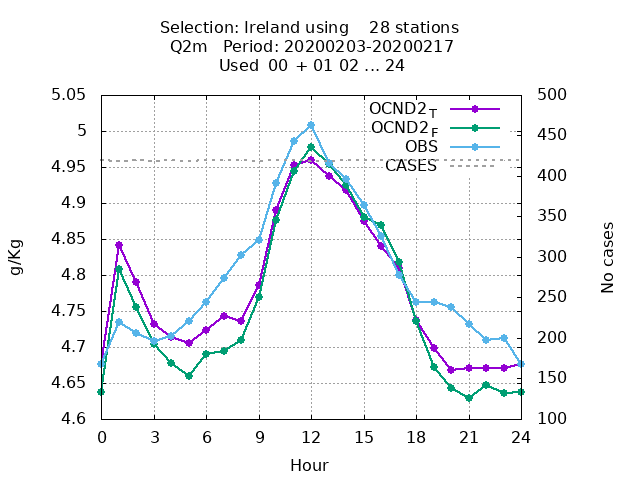 Selection: Ireland using 28 stations
Q2m Period: 20200203-20200217
Used 00 + 01 02 ... 24
OCND2 T
OCND2 F
OBS
CASES
5.05
5
4.95
4.9
4.85
4.8
4.75
4.7
4.65
4.6
500
450
400
350
300
250
200
150
100
g/Kg
No cases
0 3 6 9 12 15 18 21 24
Hour